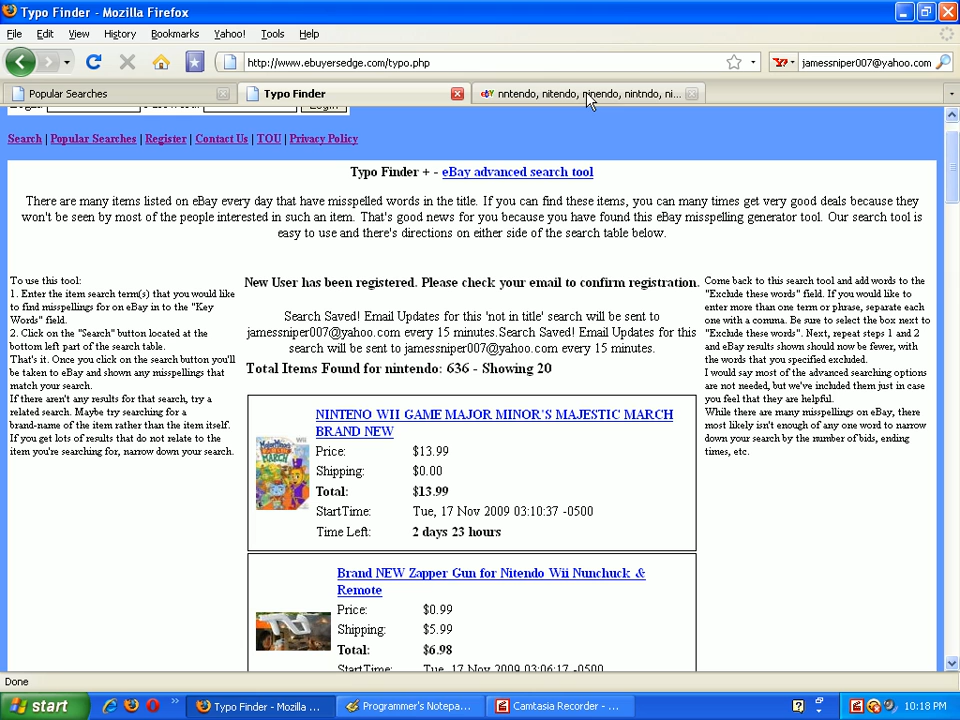 Typo Finder - Mozilla Firefox
File Edit View History Bookmarks Yahoo! Tools Help
http://www.ebuyersedge.com/typo.php
jamessniper007@yahoo.com
Popular Searches
Typo Finder
nntendo, nitendo, ninendo, nintndo, ni...
Search | Popular Searches | Register | Contact Us | TOU | Privacy Policy
Typo Finder + - eBay advanced search tool
There are many items listed on eBay every day that have misspelled words in the title. If you can find these items, you can many times get very good deals because they
won't be seen by most of the people interested in such an item. That's good news for you because you have found this eBay misspelling generator tool. Our search tool is
easy to use and there's directions on either side of the search table below.
To use this tool:
1. Enter the item search term(s) that you would like
to find misspellings for on eBay in to the "Key
Words" field.
2. Click on the "Search" button located at the
bottom left part of the search table.
That's it. Once you click on the search button you'll
be taken to eBay and shown any misspellings that
match your search.
If there aren't any results for that search, try a
related search. Maybe try searching for a
brand-name of the item rather than the item itself.
If you get lots of results that do not relate to the
item you're searching for, narrow down your search.
New User has been registered. Please check your email to confirm registration.
Search Saved! Email Updates for this 'not in title' search will be sent to
jamessniper007@yahoo.com every 15 minutes.Search Saved! Email Updates for this
search will be sent to jamessniper007@yahoo.com every 15 minutes.
Total Items Found for nintendo: 636 - Showing 20
NINTENO WII GAME MAJOR MINOR'S MAJESTIC MARCH
BRAND NEW
Price: $13.99
Shipping: $0.00
Total: $13.99
StartTime: Tue, 17 Nov 2009 03:10:37 -0500
Time Left: 2 days 23 hours
Brand NEW Zapper Gun for Nitendo Wii Nunchuck &
Remote
Price: $0.99
Shipping: $5.99
Total: $6.98
StartTime: Tue, 17 Nov 2009 03:06:17 -0500
Come back to this search tool and add words to the
"Exclude these words" field. If you would like to
enter more than one term or phrase, separate each
one with a comma. Be sure to select the box next to
"Exclude these words". Next, repeat steps 1 and 2
and eBay results shown should now be fewer, with
the words that you specified excluded.
I would say most of the advanced searching options
are not needed, but we've included them just in case
you feel that they are helpful.
While there are many misspellings on eBay, there
most likely isn't enough of any one word to narrow
down your search by the number of bids, ending
times, etc.
Done
start
Typo Finder - Mozilla ...
Programmer's Notepa...
Camtasia Recorder - ...
10:18 PM